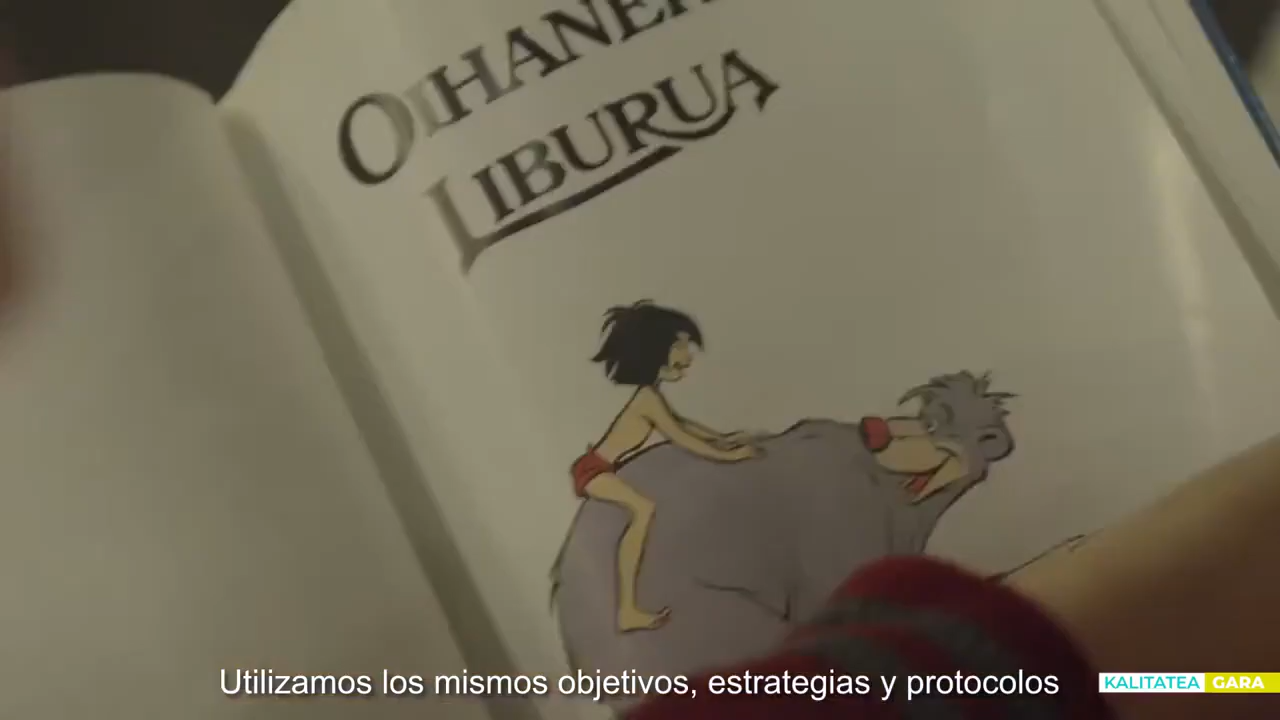 LIBURUA
Utilizamos los mismos objetivos, estrategias y protocolos
KALITATEA GARA